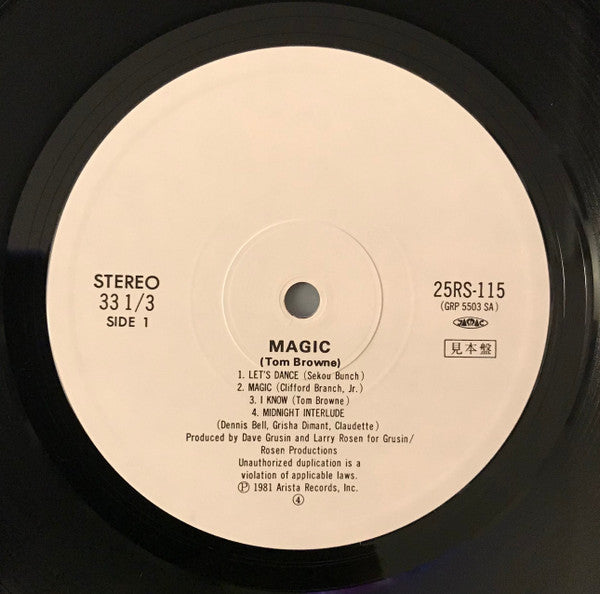 STEREO
33 1/3
SIDE 1
25RS-115
(GRP 5503 SA)
JASRAC
見本盤
MAGIC
(Tom Browne)
1. LET'S DANCE (Sekou Bunch)
2. MAGIC (Clifford Branch, Jr.)
3. I KNOW (Tom Browne)
4. MIDNIGHT INTERLUDE
(Dennis Bell, Grisha Dimant, Claudette)
Produced by Dave Grusin and Larry Rosen for Grusin/
Rosen Productions
Unauthorized duplication is a
violation of applicable laws.
Ⓟ 1981 Arista Records, Inc.
④